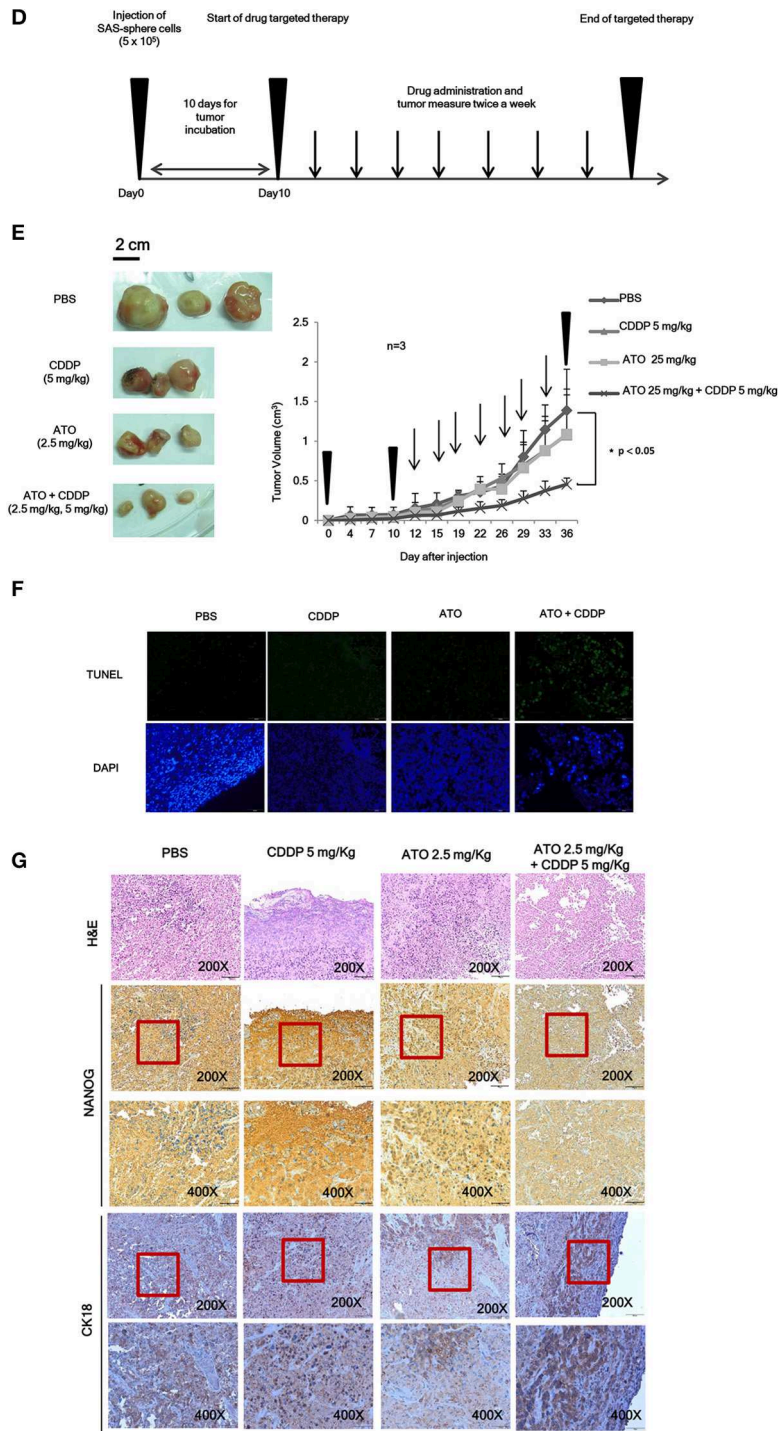 D
Injection of
SAS-sphere cells
(5 x 10⁵)
Start of drug targeted therapy
End of targeted therapy
10 days for
tumor
incubation
Drug administration and
tumor measure twice a week
Day0
Day10
E
2 cm
PBS
CDDP
(5 mg/kg)
ATO
(2.5 mg/kg)
ATO + CDDP
(2.5 mg/kg, 5 mg/kg)
Tumor Volume (cm³)
2.5
2
1.5
1
0.5
0
n=3
0 4 7 10 12 15 19 22 26 29 33 36
Day after injection
PBS
CDDP 5 mg/kg
ATO 25 mg/kg
ATO 25 mg/kg + CDDP 5 mg/kg
* p < 0.05
F
PBS CDDP ATO ATO + CDDP
TUNEL
DAPI
G
PBS CDDP 5 mg/Kg ATO 2.5 mg/Kg ATO 2.5 mg/Kg
+ CDDP 5 mg/Kg
H&E
200X 200X 200X 200X
NANOG
200X 200X 200X 200X
400X 400X 400X 400X
CK18
200X 200X 200X 200X
400X 400X 400X 400X